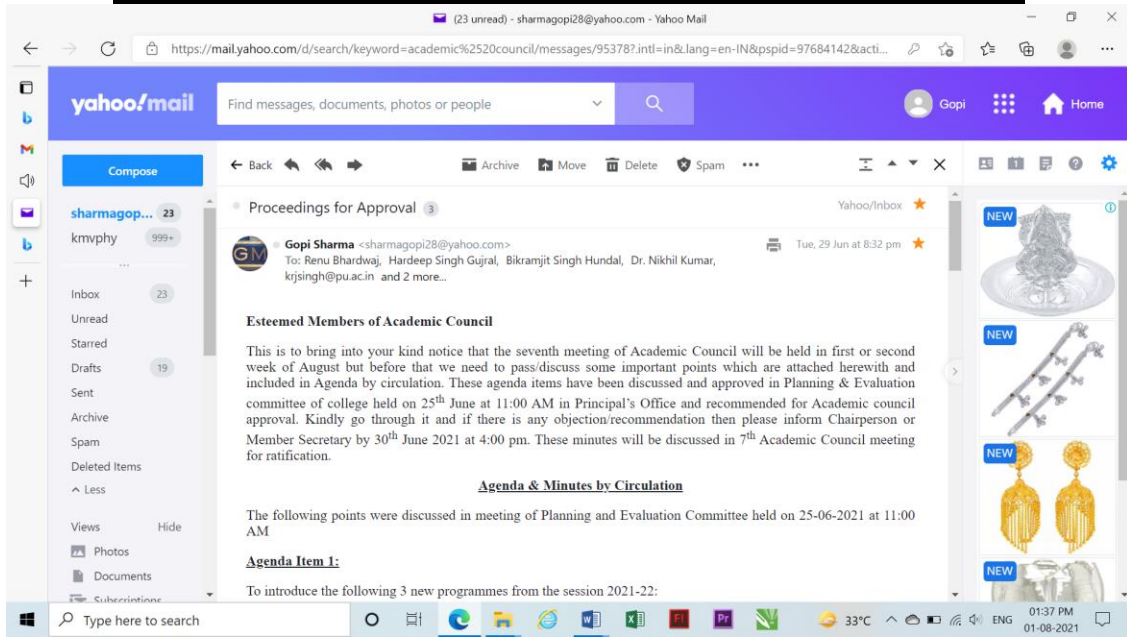 (23 unread) - sharmagopi28@yahoo.com - Yahoo Mail
https://mail.yahoo.com/d/search/keyword=academic%2520council/messages/95378?.intl=in&.lang=en-IN&pspid=97684142&acti...
yahoo!mail
Find messages, documents, photos or people
Gopi
Home
Compose
Back
Archive
Move
Delete
Spam
sharmagop... 23
kmvphy 999+
Inbox 23
Unread
Starred
Drafts 19
Sent
Archive
Spam
Deleted Items
Less
Views Hide
Photos
Documents
Subscriptions
Proceedings for Approval 3
Yahoo/Inbox
GM
Gopi Sharma <sharmagopi28@yahoo.com>
Tue, 29 Jun at 8:32 pm
To: Renu Bhardwaj, Hardeep Singh Gujral, Bikramjit Singh Hundal, Dr. Nikhil Kumar,
krjsingh@pu.ac.in and 2 more...
Esteemed Members of Academic Council
This is to bring into your kind notice that the seventh meeting of Academic Council will be held in first or second
week of August but before that we need to pass/discuss some important points which are attached herewith and
included in Agenda by circulation. These agenda items have been discussed and approved in Planning & Evaluation
committee of college held on 25th June at 11:00 AM in Principal's Office and recommended for Academic council
approval. Kindly go through it and if there is any objection/recommendation then please inform Chairperson or
Member Secretary by 30th June 2021 at 4:00 pm. These minutes will be discussed in 7th Academic Council meeting
for ratification.
Agenda & Minutes by Circulation
The following points were discussed in meeting of Planning and Evaluation Committee held on 25-06-2021 at 11:00
AM
Agenda Item 1:
To introduce the following 3 new programmes from the session 2021-22:
NEW
NEW
NEW
NEW
Type here to search
33°C
ENG
01:37 PM
01-08-2021